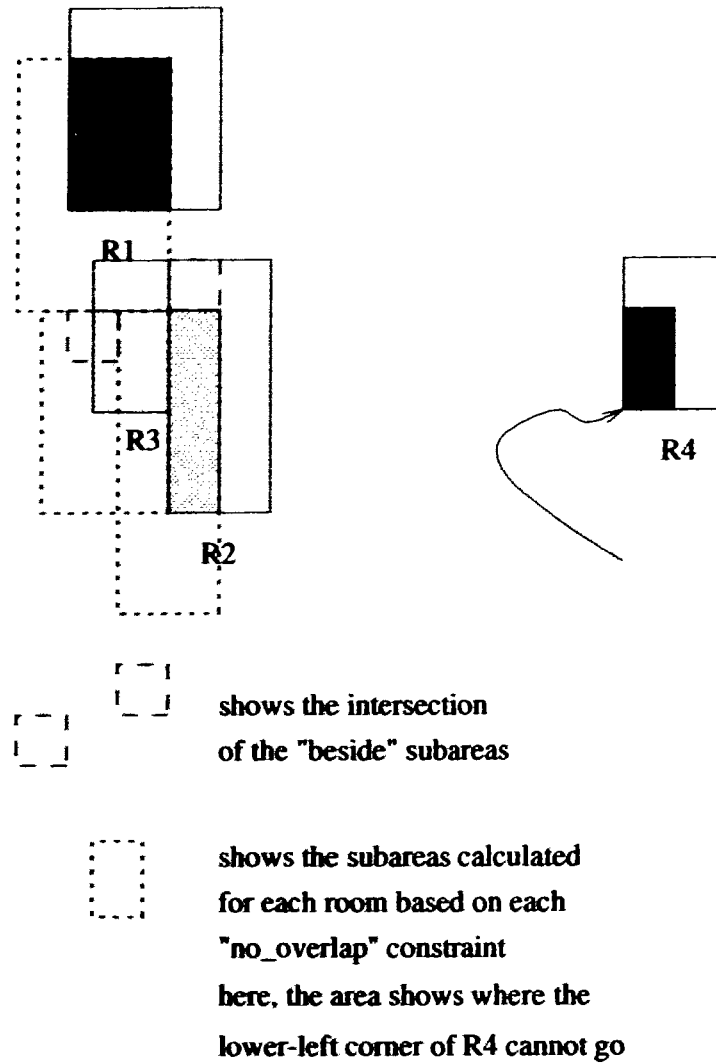 R1
R3
R4
R2
shows the intersection
of the "beside" subareas
shows the subareas calculated
for each room based on each
"no_overlap" constraint
here, the area shows where the
lower-left corner of R4 cannot go